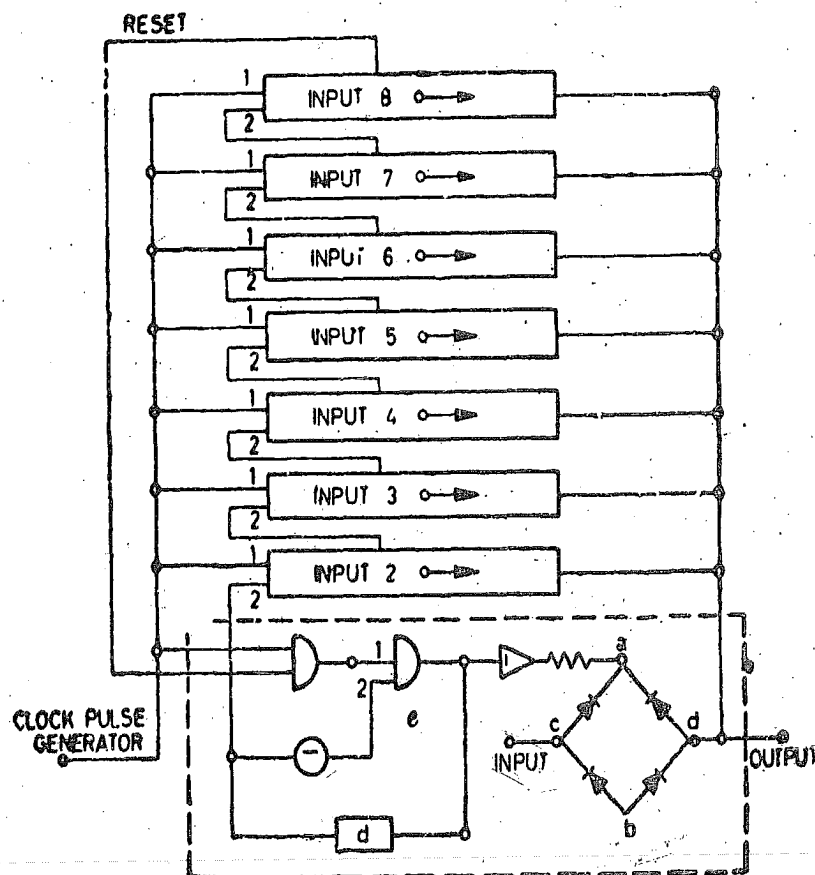 RESET
1
INPUT 8
2
1
INPUT 7
2
1
INPUT 6
2
1
INPUT 5
2
1
INPUT 4
2
1
INPUT 3
2
1
INPUT 2
2
1
2
e
a
c
d
INPUT
OUTPUT
b
CLOCK PULSE
GENERATOR
d